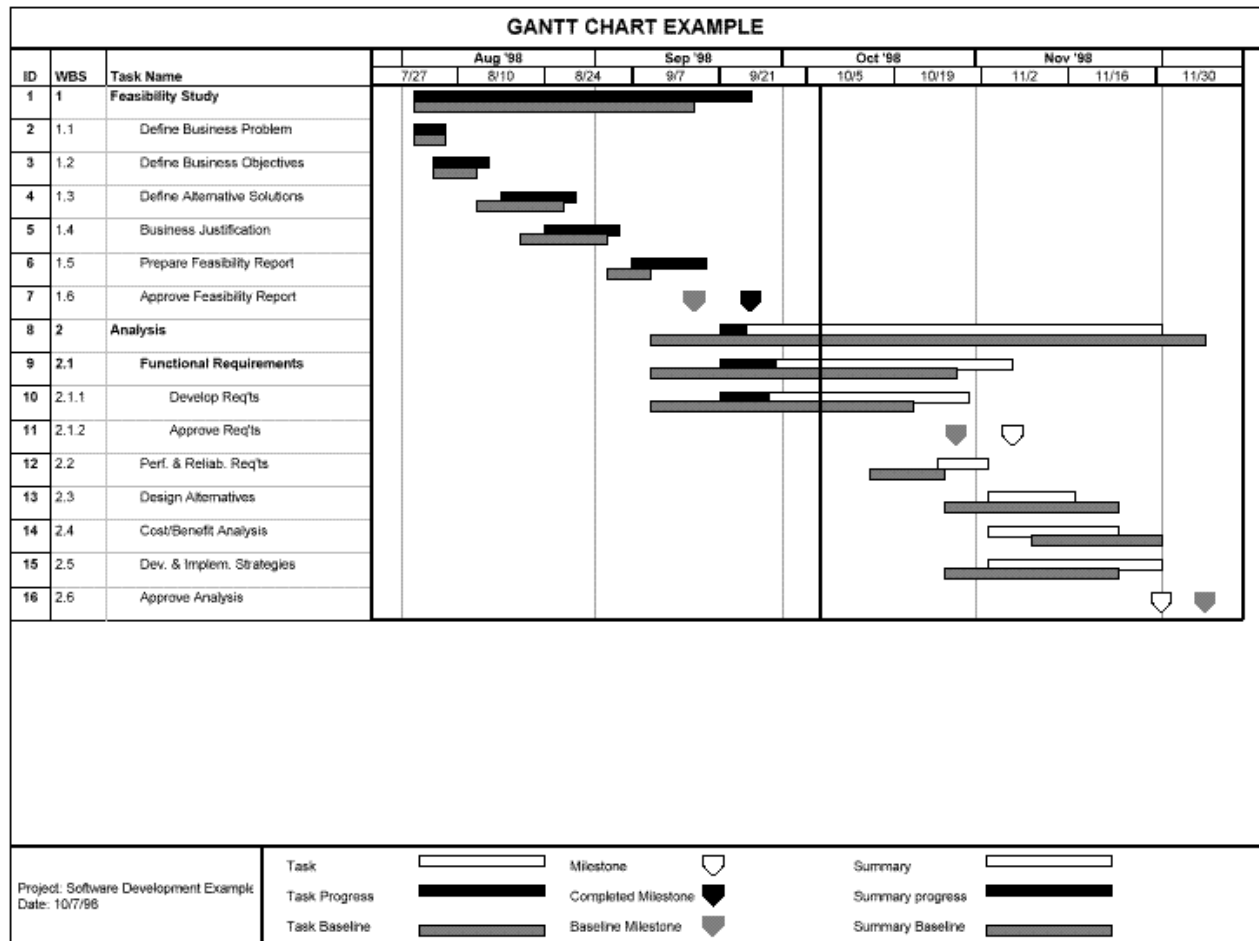 GANTT CHART EXAMPLE
Aug '98 Sep '98 Oct '98 Nov '98
ID WBS Task Name 7/27 8/10 8/24 9/7 9/21 10/5 10/19 11/2 11/16 11/30
1 1 Feasibility Study
2 1.1 Define Business Problem
3 1.2 Define Business Objectives
4 1.3 Define Alternative Solutions
5 1.4 Business Justification
6 1.5 Prepare Feasibility Report
7 1.6 Approve Feasibility Report
8 2 Analysis
9 2.1 Functional Requirements
10 2.1.1 Develop Req'ts
11 2.1.2 Approve Req'ts
12 2.2 Perf. & Reliab. Req'ts
13 2.3 Design Alternatives
14 2.4 Cost/Benefit Analysis
15 2.5 Dev. & Implem. Strategies
16 2.6 Approve Analysis
Project: Software Development Example
Date: 10/7/98
Task Milestone Summary
Task Progress Completed Milestone Summary progress
Task Baseline Baseline Milestone Summary Baseline